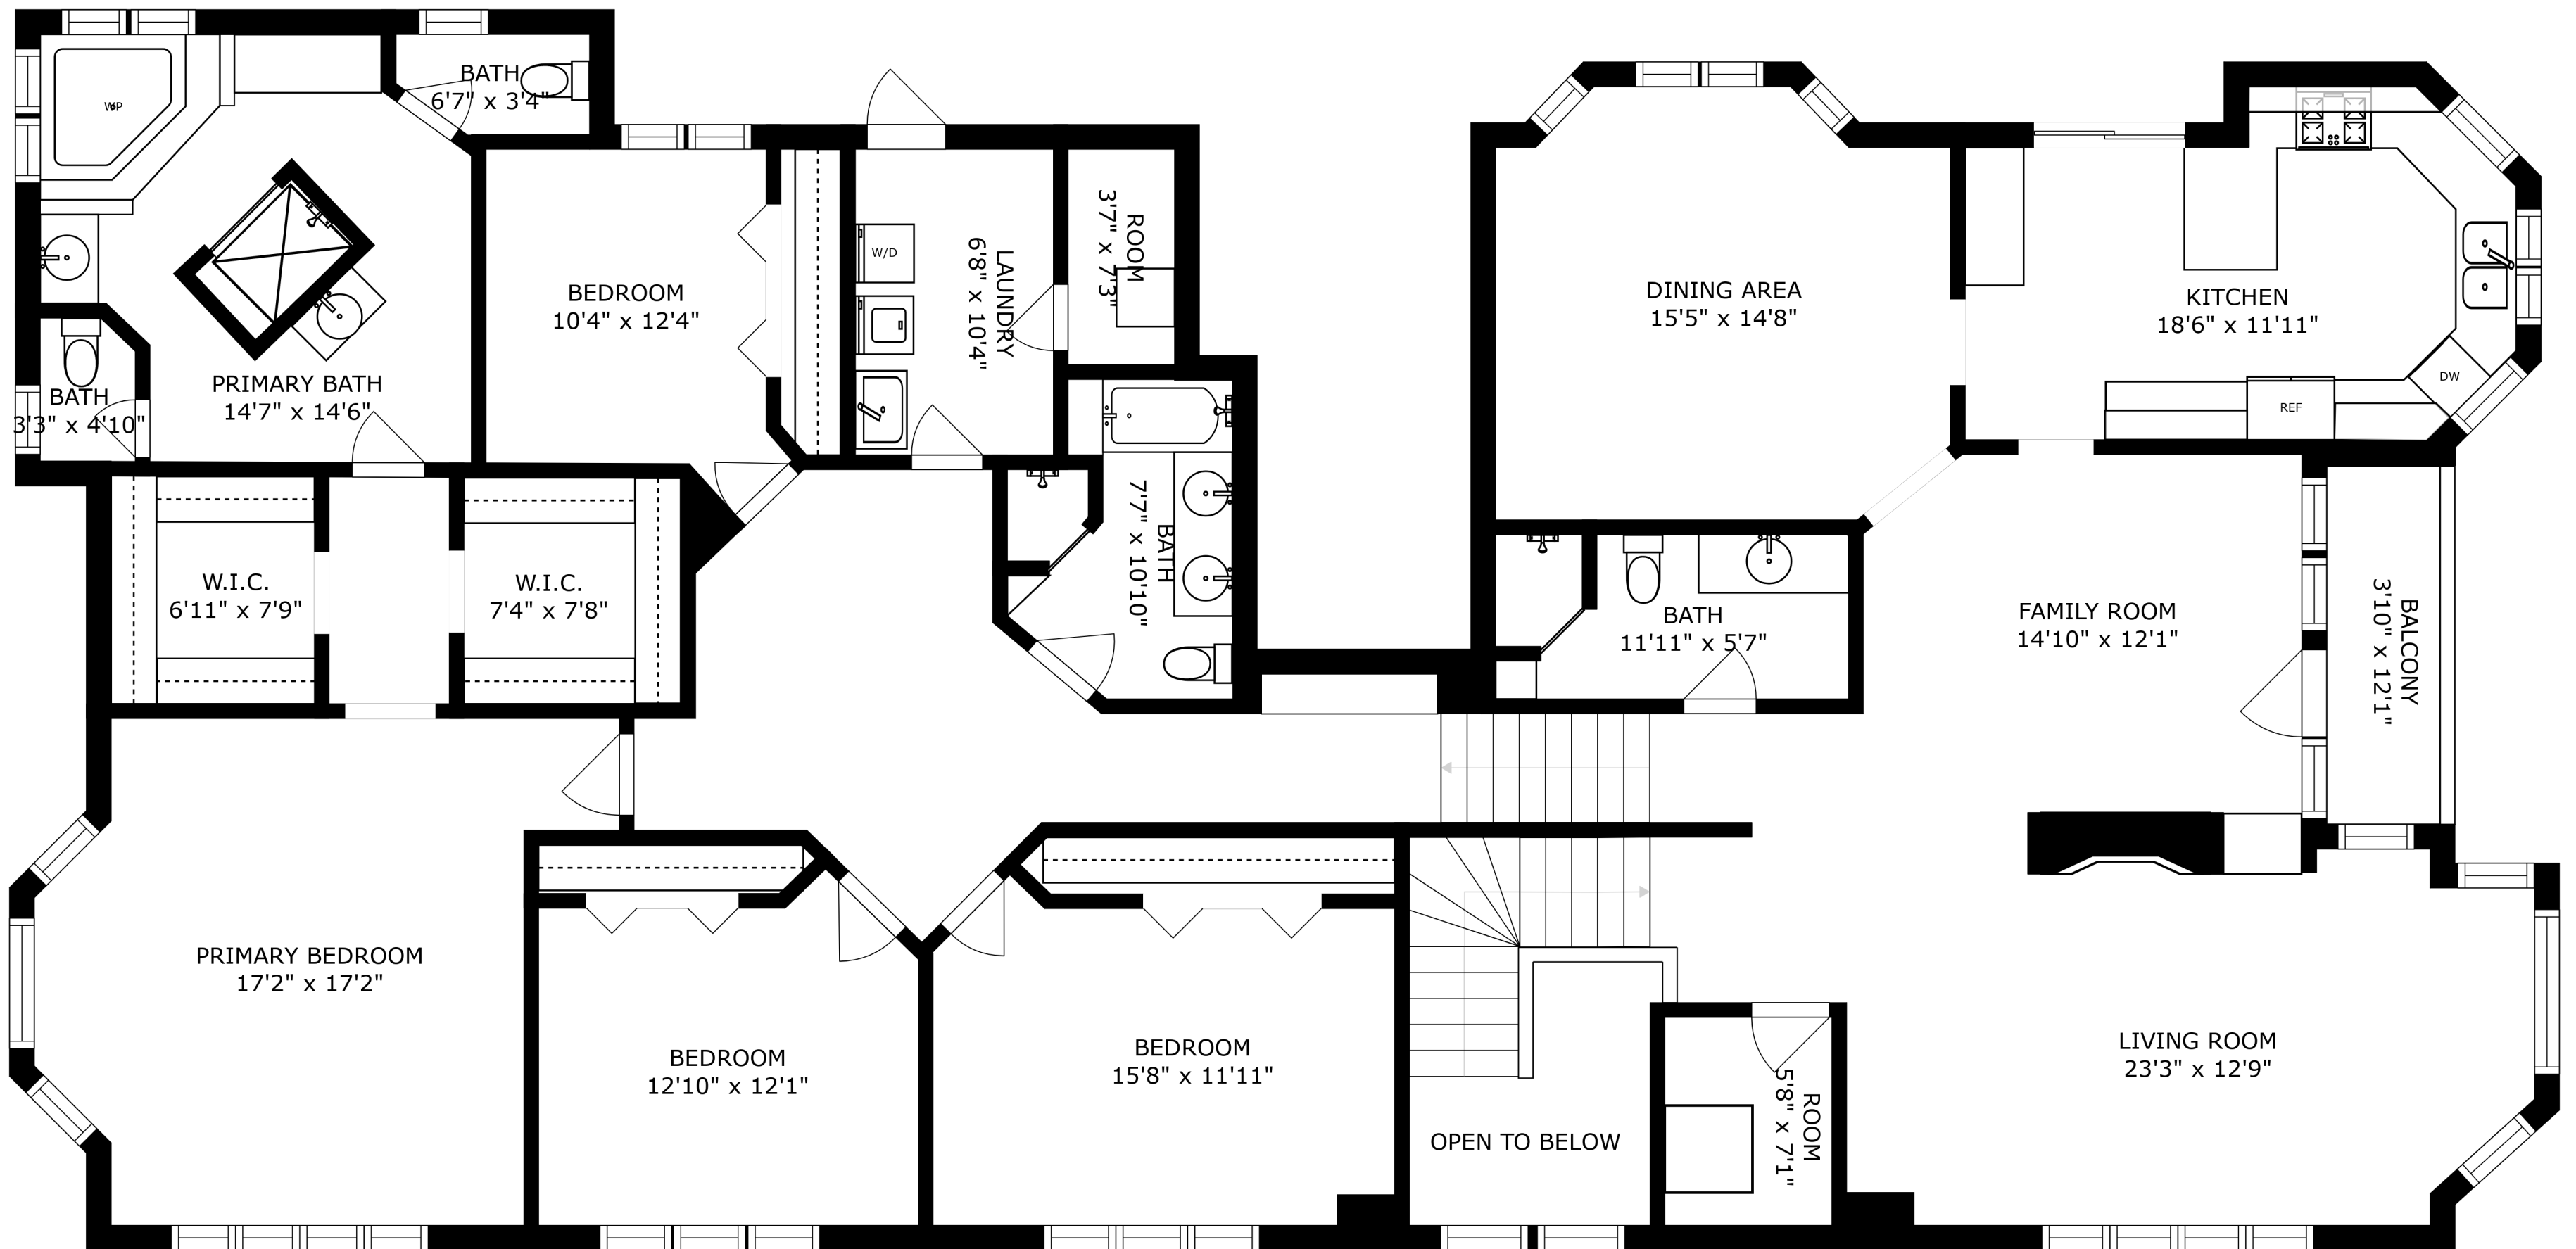 WP
BATH
6'7" x 3'4"
BATH
3'3" x 4'10"
PRIMARY BATH
14'7" x 14'6"
BEDROOM
10'4" x 12'4"
W/D
LAUNDRY
6'8" x 10'4"
ROOM
3'7" x 7'3"
BATH
7'7" x 10'10"
W.I.C.
6'11" x 7'9"
W.I.C.
7'4" x 7'8"
DINING AREA
15'5" x 14'8"
KITCHEN
18'6" x 11'11"
DW
REF
BATH
11'11" x 5'7"
FAMILY ROOM
14'10" x 12'1"
BALCONY
3'10" x 12'1"
PRIMARY BEDROOM
17'2" x 17'2"
BEDROOM
12'10" x 12'1"
BEDROOM
15'8" x 11'11"
OPEN TO BELOW
ROOM
5'8" x 7'1"
LIVING ROOM
23'3" x 12'9"